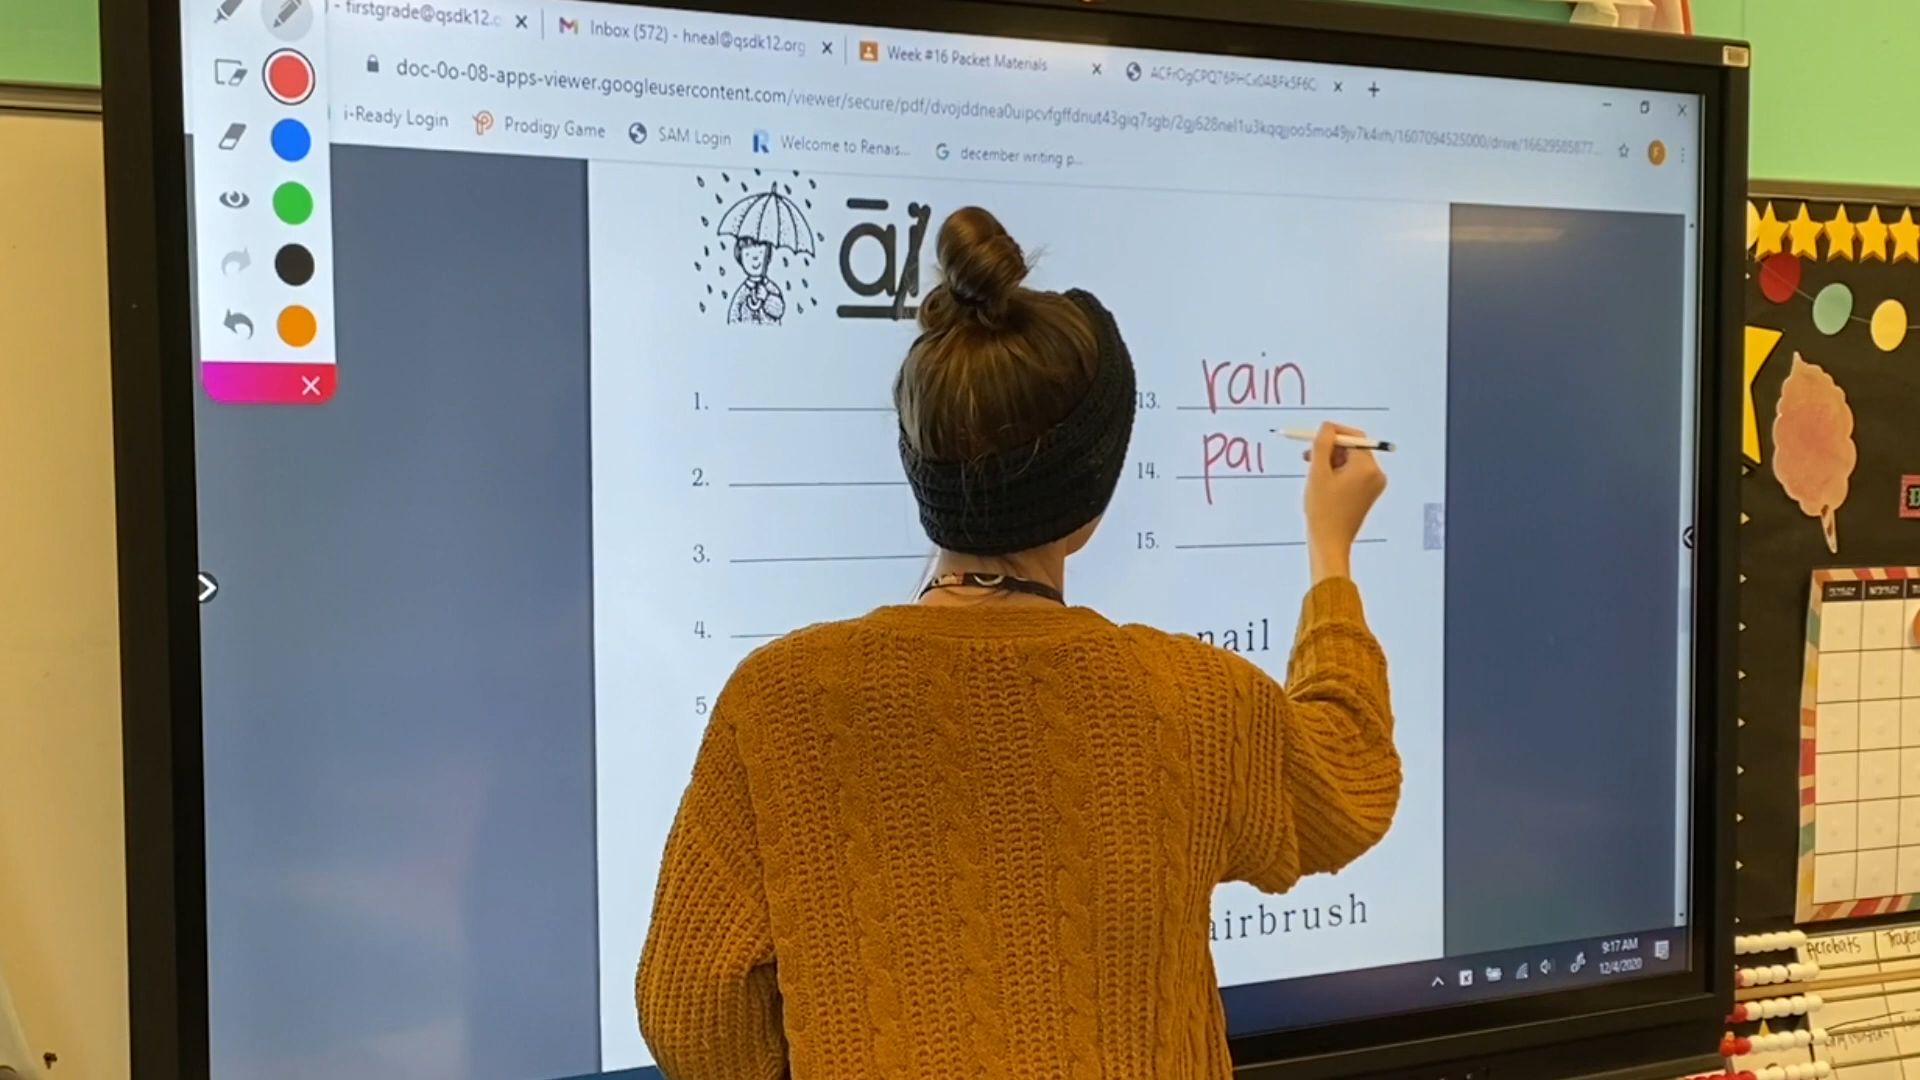 - firstgrade@qsdk12.c
Inbox (572) - hneal@qsdk12.org
Week #16 Packet Materials
doc-0o-08-apps-viewer.googleusercontent.com/viewer/secure/pdf/
i-Ready Login
Prodigy Game
SAM Login
Welcome to Renais...
december writing p...
āi
1.
2.
3.
4.
5
13. rain
14. pai
15.
nail
airbrush
9:17 AM
12/4/2020
Acrobats